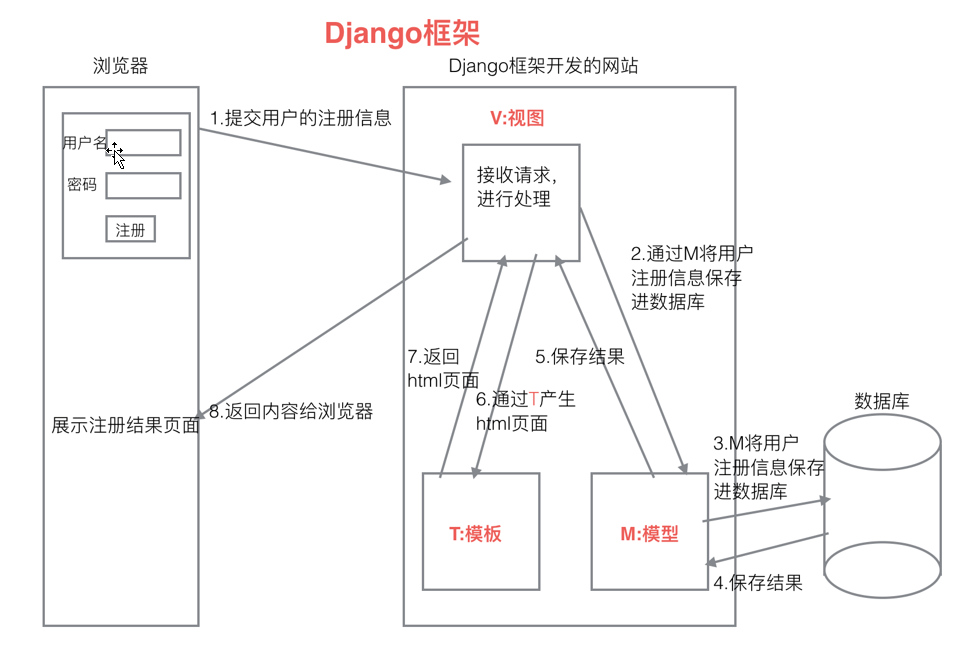 Django框架
浏览器
Django框架开发的网站
1.提交用户的注册信息
V:视图
用户名
密码
注册
接收请求,
进行处理
2.通过M将用户
注册信息保存
进数据库
7.返回
html页面
5.保存结果
6.通过T产生
html页面
8.返回内容给浏览器
展示注册结果页面
数据库
3.M将用户
注册信息保存
进数据库
T:模板
M:模型
4.保存结果